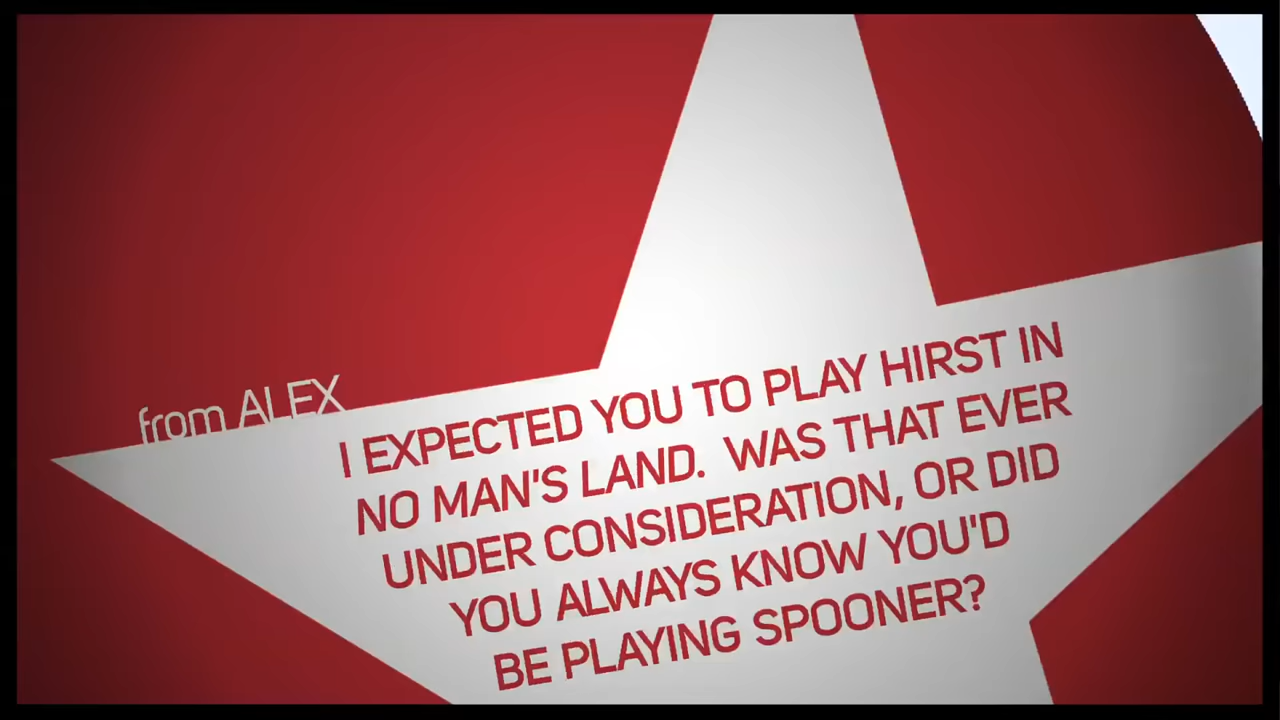 from ALEX
I EXPECTED YOU TO PLAY HIRST IN
NO MAN'S LAND. WAS THAT EVER
UNDER CONSIDERATION, OR DID
YOU ALWAYS KNOW YOU'D
BE PLAYING SPOONER?